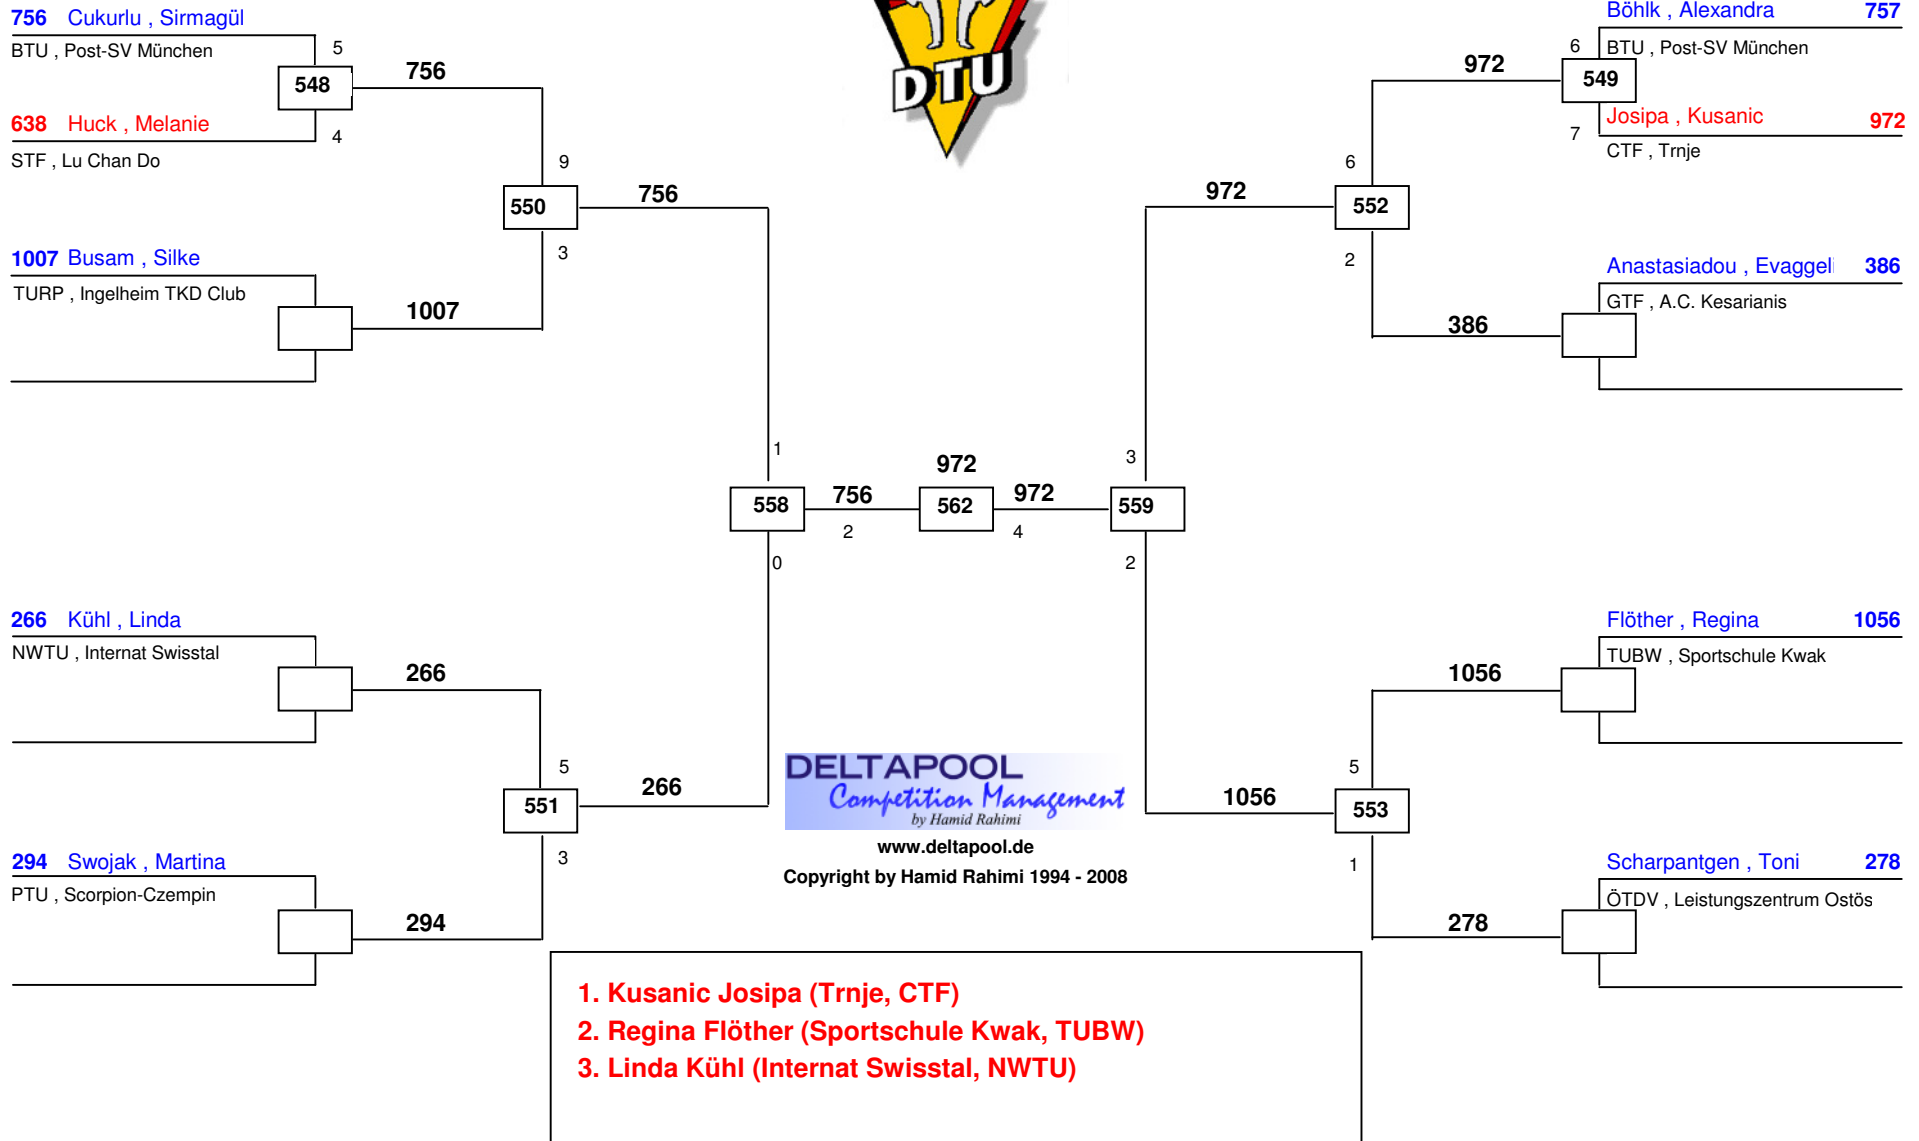 DTU
756 Cukurlu , Sirmagül
BTU , Post-SV München
5
548
756
638 Huck , Melanie
4
STF , Lu Chan Do
9
550
756
3
1007 Busam , Silke
TURP , Ingelheim TKD Club
1007
1
558
756
2
0
972
562
972
4
266 Kühl , Linda
NWTU , Internat Swisstal
266
5
551
266
3
294 Swojak , Martina
PTU , Scorpion-Czempin
294
Böhlk , Alexandra 757
6
BTU , Post-SV München
972
549
Josipa , Kusanic 972
7
CTF , Trnje
6
972
552
2
Anastasiadou , Evaggeli 386
GTF , A.C. Kesarianis
386
3
559
2
Flöther , Regina 1056
TUBW , Sportschule Kwak
1056
5
1056
553
1
Scharpantgen , Toni 278
ÖTDV , Leistungszentrum Ostös
278
DELTAPOOL
Competition Management
by Hamid Rahimi
www.deltapool.de
Copyright by Hamid Rahimi 1994 - 2008
1. Kusanic Josipa (Trnje, CTF)
2. Regina Flöther (Sportschule Kwak, TUBW)
3. Linda Kühl (Internat Swisstal, NWTU)